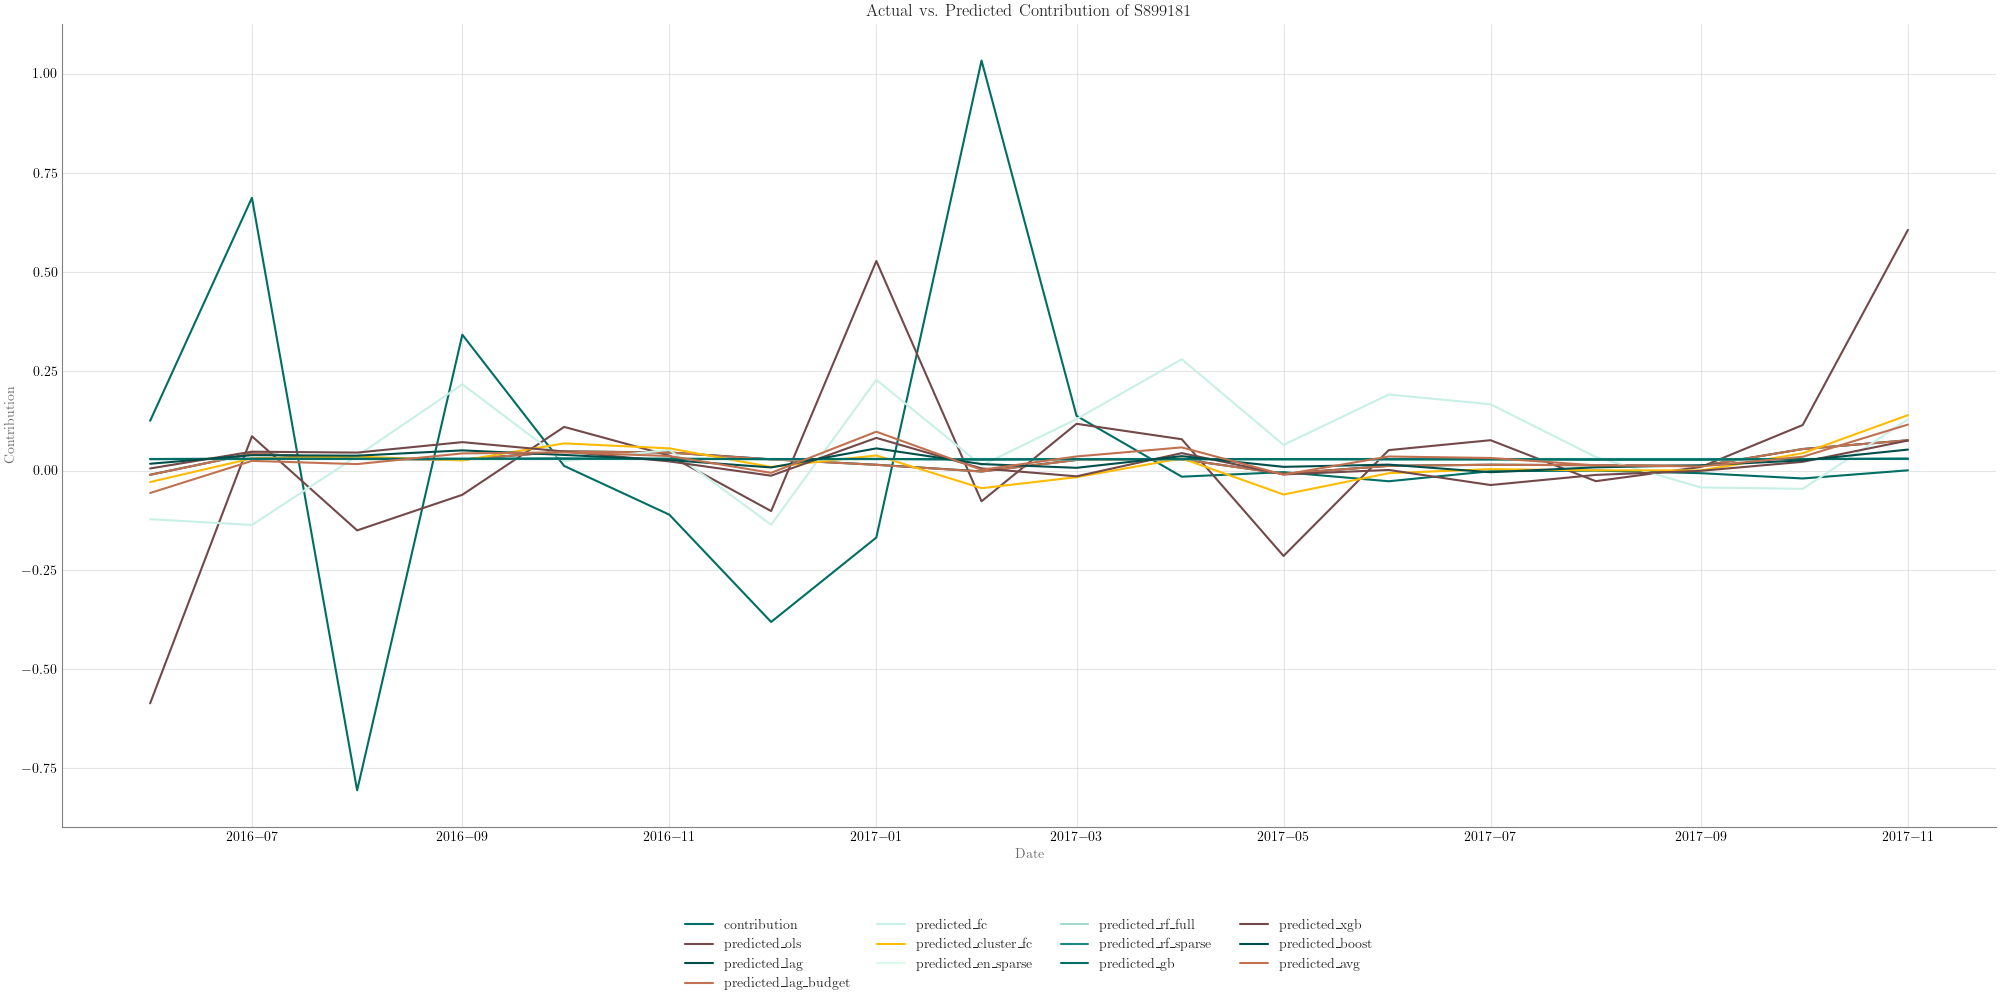 Actual vs. Predicted Contribution of S899181
1.00
0.75
0.50
0.25
0.00
−0.25
−0.50
−0.75
Contribution
2016−07
2016−09
2016−11
2017−01
2017−03
2017−05
2017−07
2017−09
2017−11
Date
contribution
predicted_ols
predicted_lag
predicted_lag_budget
predicted_fc
predicted_cluster_fc
predicted_en_sparse
predicted_rf_full
predicted_rf_sparse
predicted_gb
predicted_xgb
predicted_boost
predicted_avg